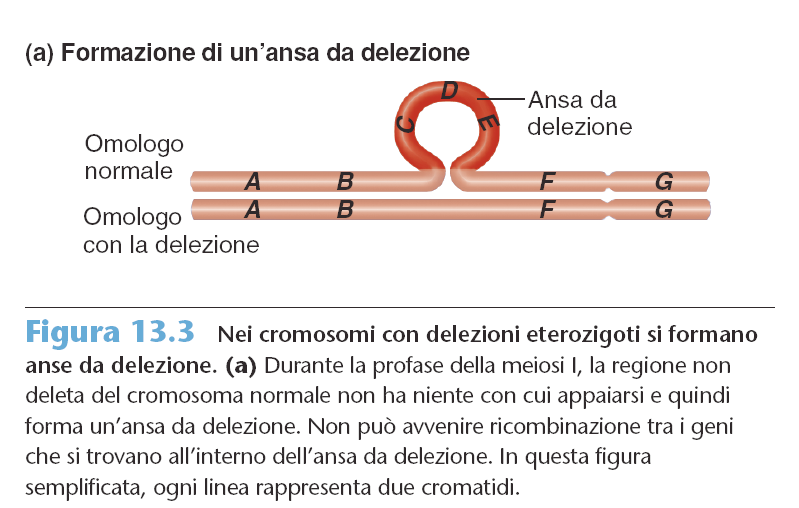 (a) Formazione di un'ansa da delezione
D
C
E
Ansa da
delezione
Omologo
normale
A B F G
Omologo
con la delezione
A B F G
Figura 13.3 Nei cromosomi con delezioni eterozigoti si formano
anse da delezione. (a) Durante la profase della meiosi I, la regione non
deleta del cromosoma normale non ha niente con cui appaiarsi e quindi
forma un'ansa da delezione. Non può avvenire ricombinazione tra i geni
che si trovano all'interno dell'ansa da delezione. In questa figura
semplificata, ogni linea rappresenta due cromatidi.